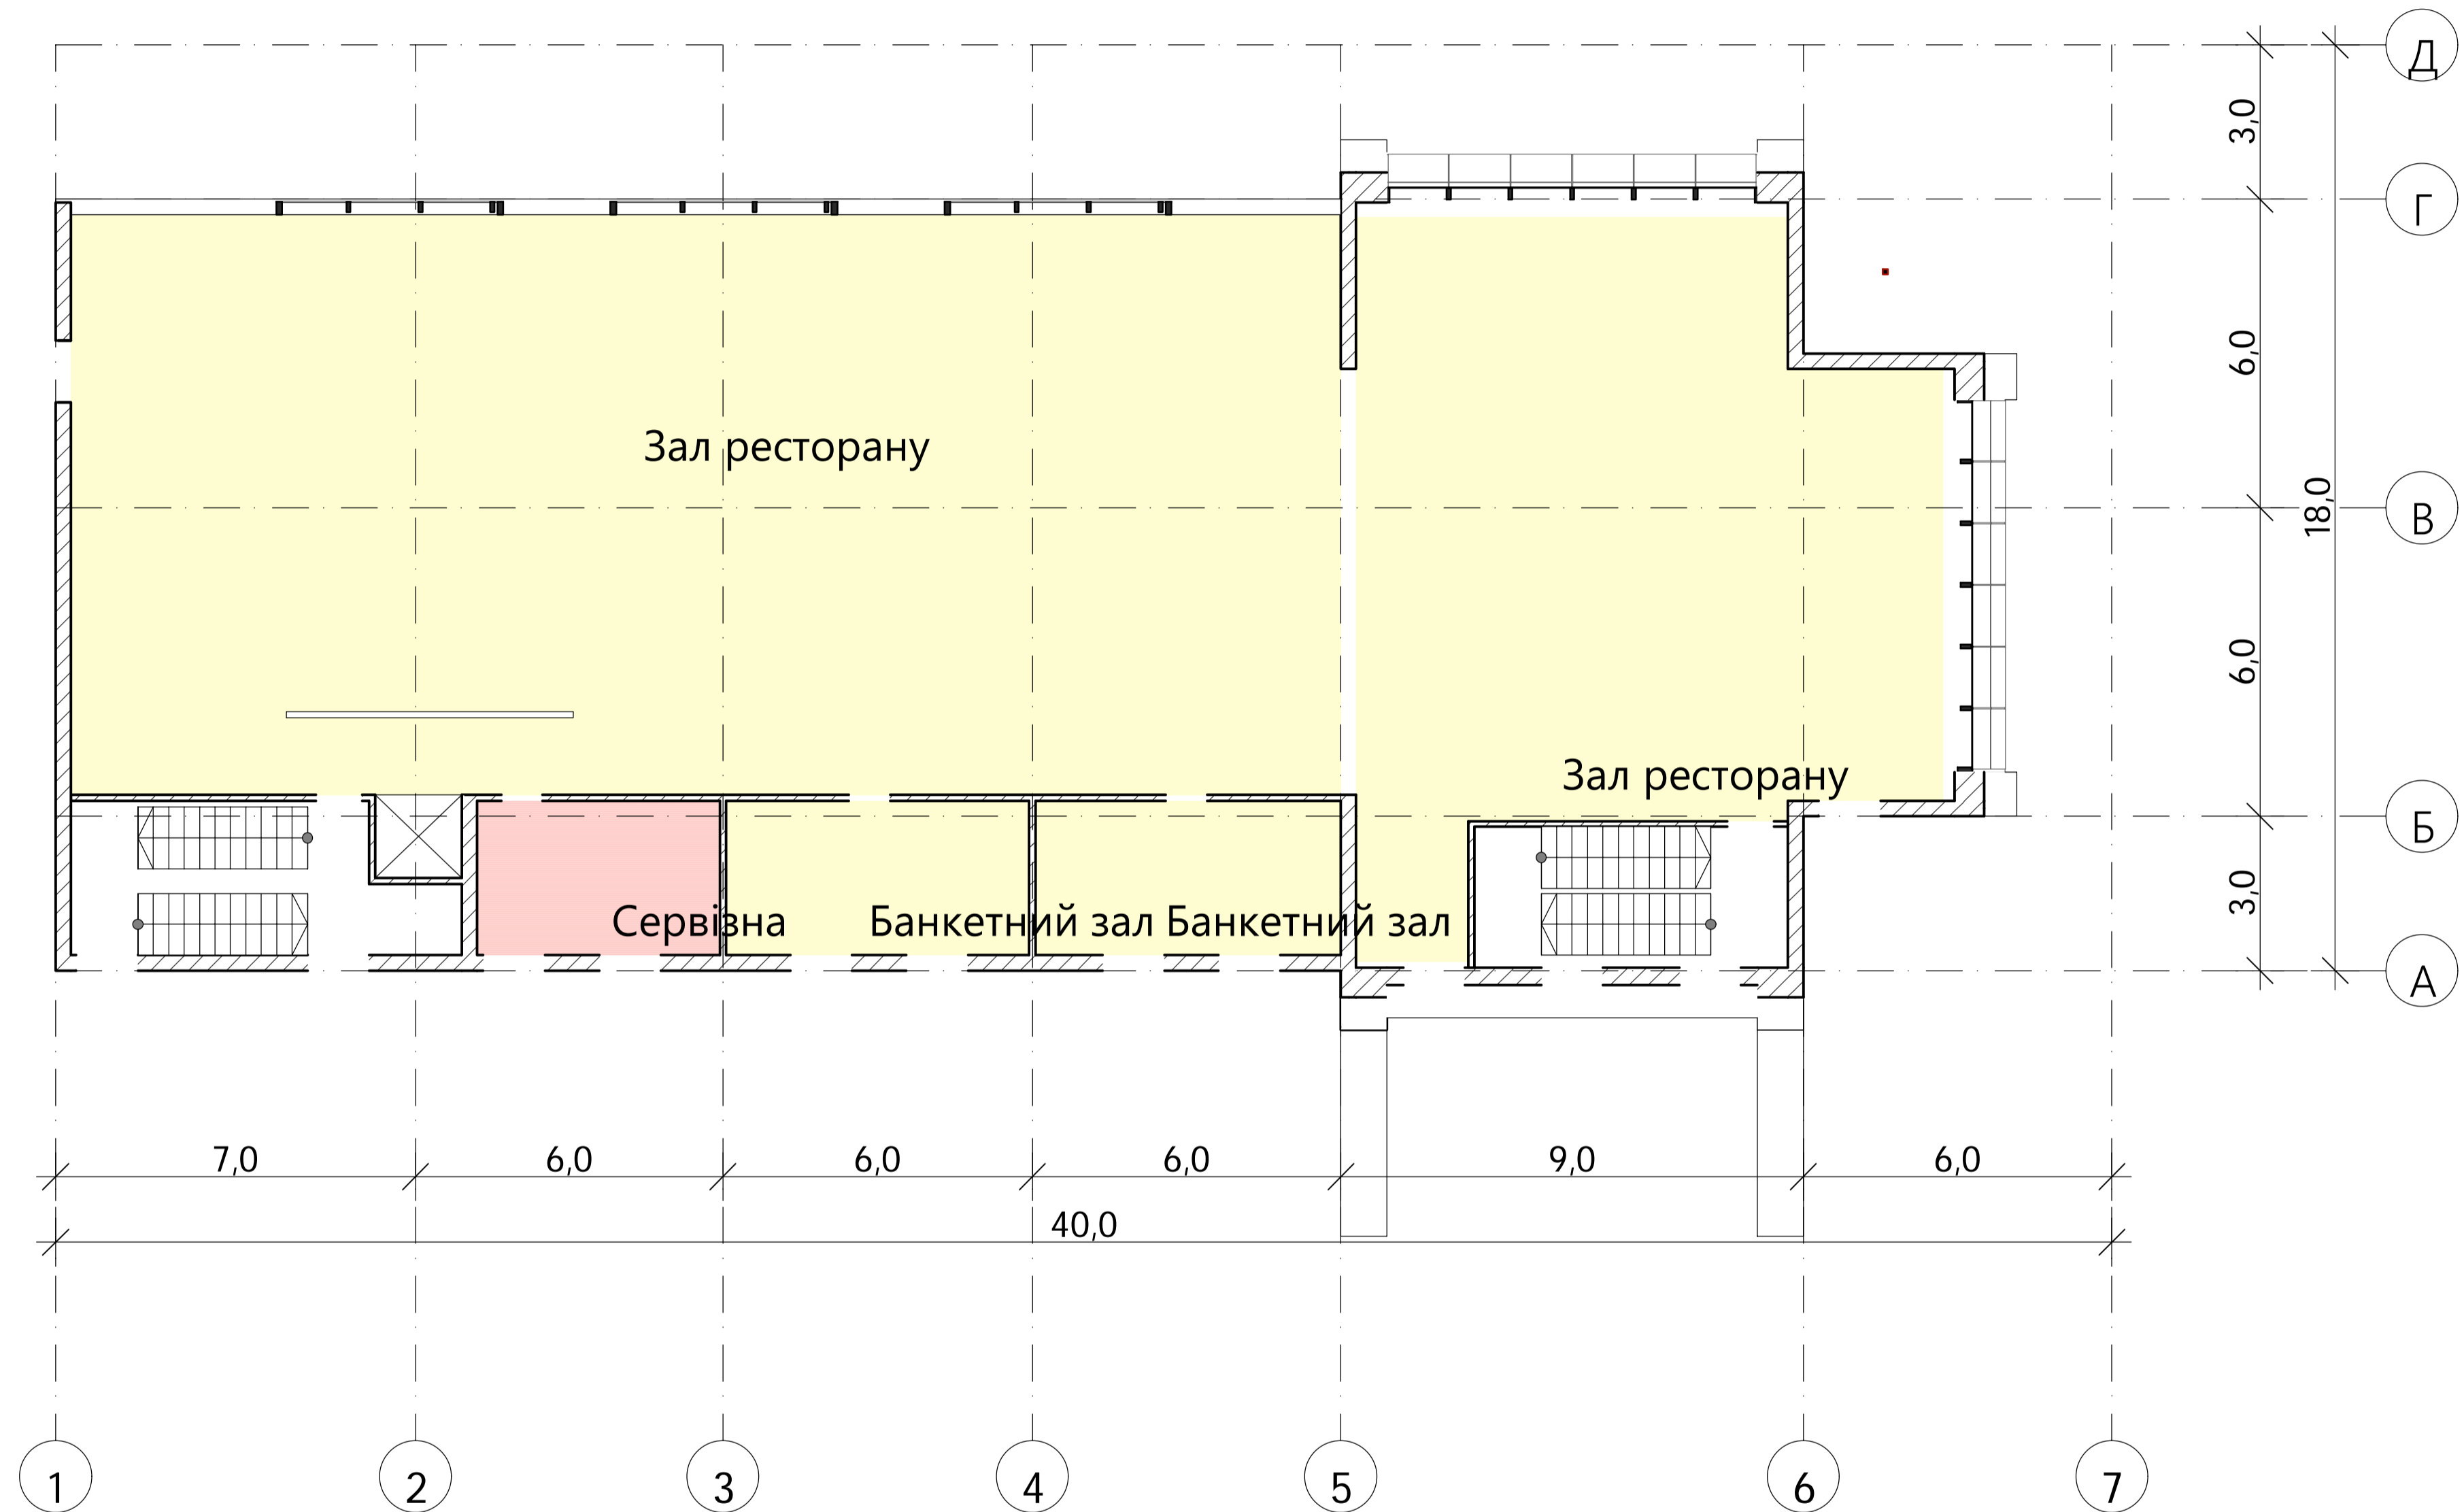 Д
3,0
Г
6,0
Зал ресторану
18,0
В
6,0
Зал ресторану
Б
3,0
Сервізна
Банкетний зал
Банкетний зал
А
7,0
6,0
6,0
6,0
9,0
6,0
40,0
1
2
3
4
5
6
7